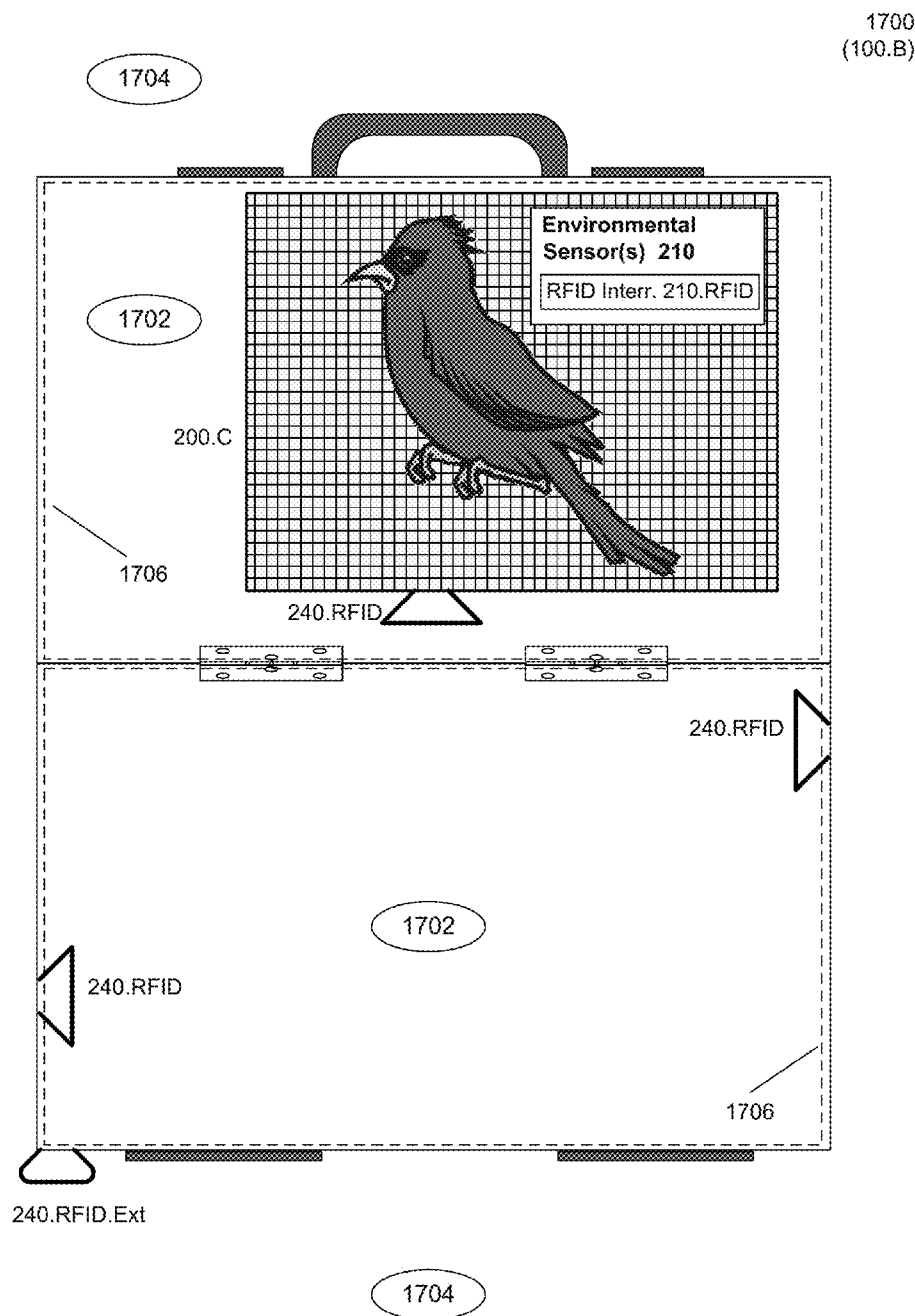 1700
(100.B)
1704
Environmental
Sensor(s) 210
RFID Interr. 210.RFID
1702
200.C
1706
240.RFID
240.RFID
1702
240.RFID
1706
240.RFID.Ext
1704